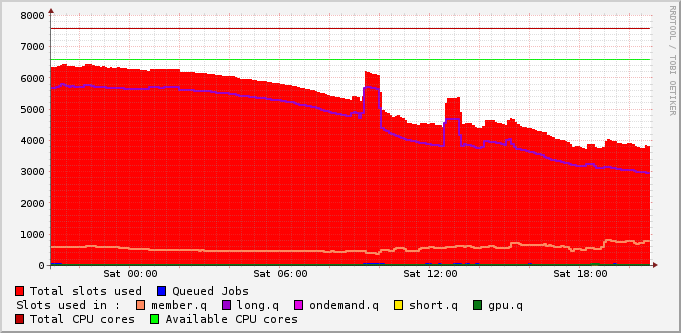 8000
7000
6000
5000
4000
3000
2000
1000
0
Sat 00:00 Sat 06:00 Sat 12:00 Sat 18:00
Total slots used Queued Jobs
Slots used in : member.q long.q ondemand.q short.q gpu.q
Total CPU cores Available CPU cores
RRDTOOL / TOBI OETIKER